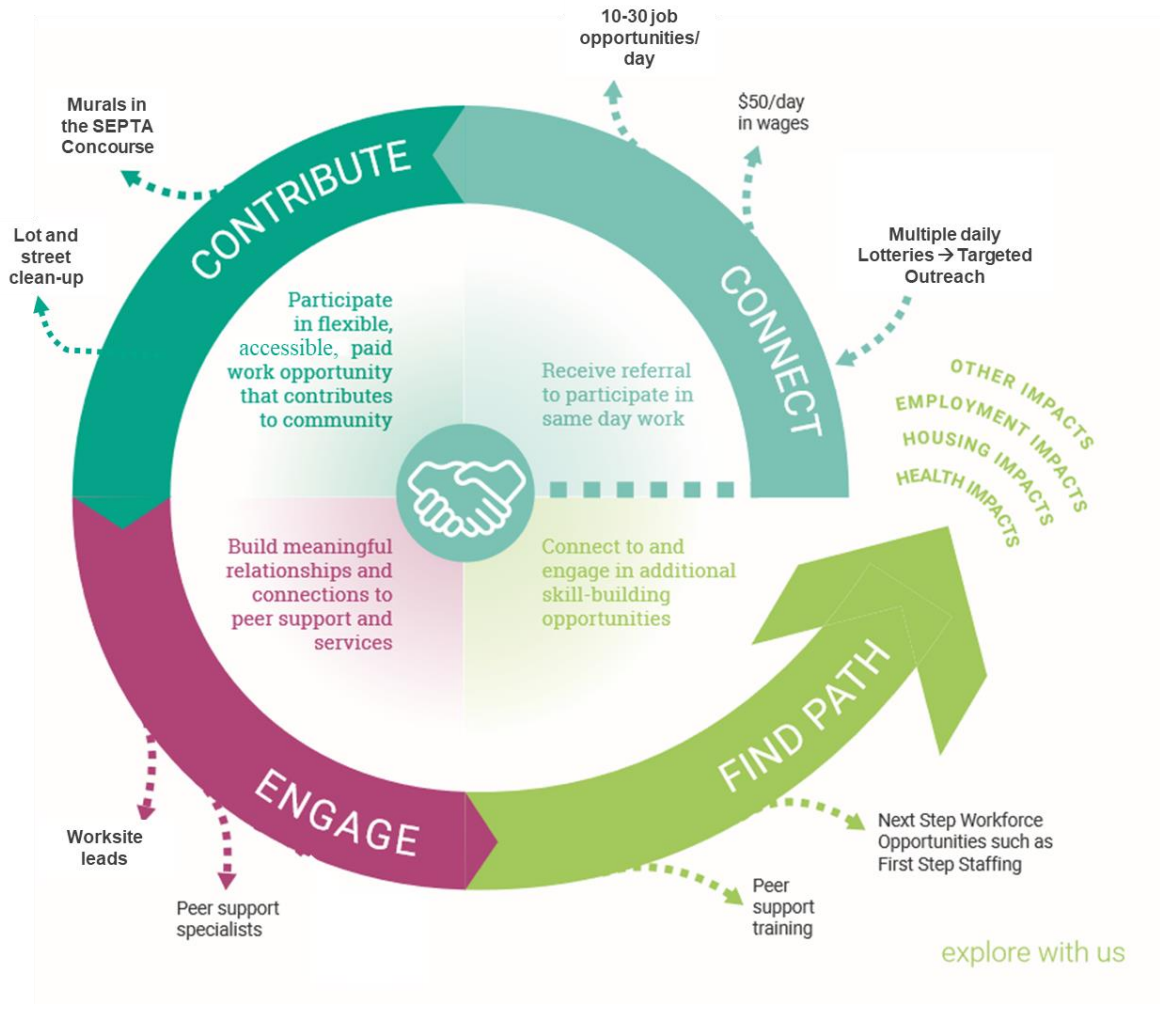 10-30 job
opportunities/
day
$50/day
in wages
Multiple daily
Lotteries → Targeted
Outreach
CONNECT
Receive referral
to participate in
same day work
Murals in
the SEPTA
Concourse
Lot and
street
clean-up
CONTRIBUTE
Participate
in flexible,
accessible, paid
work opportunity
that contributes
to community
ENGAGE
Build meaningful
relationships and
connections to
peer support and
services
Worksite
leads
Peer support
specialists
FIND PATH
Connect to and
engage in additional
skill-building
opportunities
Peer
support
training
Next Step Workforce
Opportunities such as
First Step Staffing
OTHER IMPACTS
EMPLOYMENT IMPACTS
HOUSING IMPACTS
HEALTH IMPACTS
explore with us